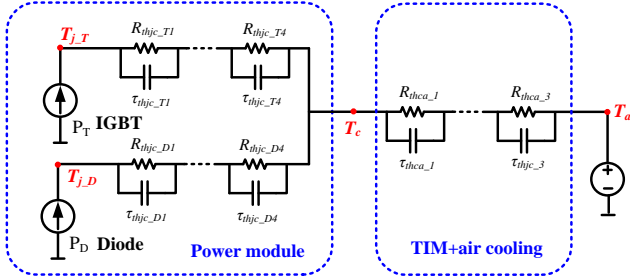 R_thjc_T1
R_thjc_T4
T_j_T
τ_thjc_T1
τ_thjc_T4
P_T IGBT
R_thca_1
R_thca_3
T_c
T_a
τ_thca_1
τ_thjc_3
R_thjc_D1
R_thjc_D4
T_j_D
τ_thjc_D1
τ_thjc_D4
P_D Diode
Power module
TIM+air cooling